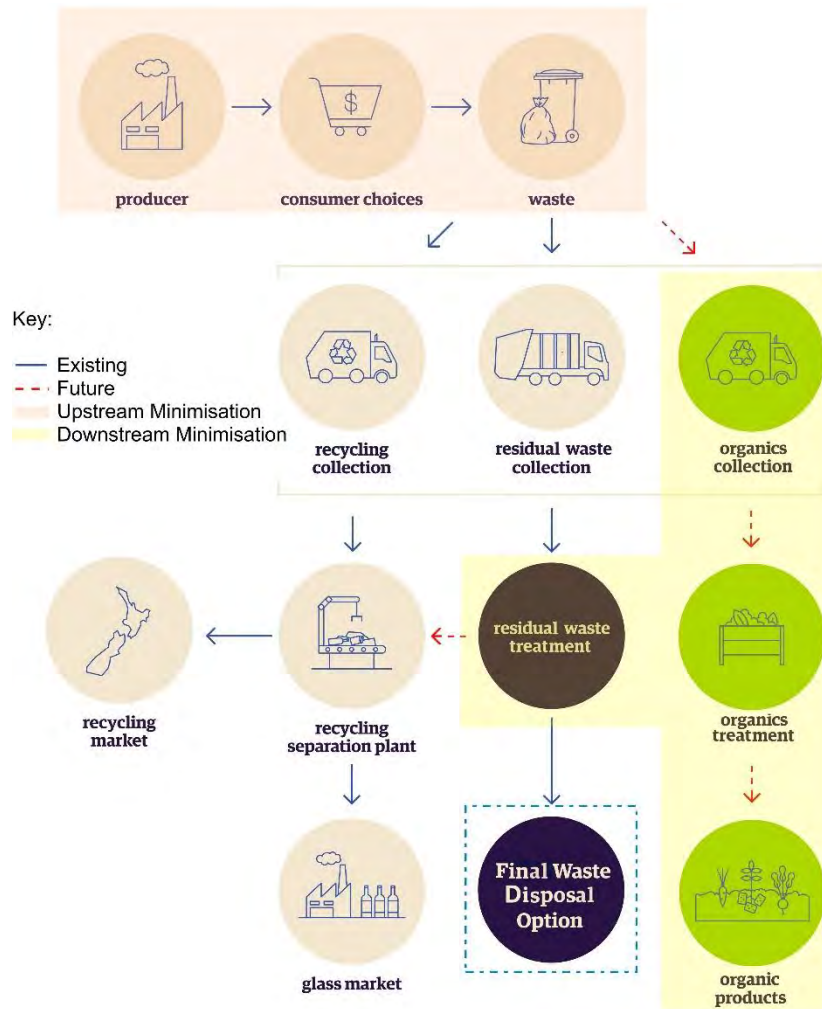 producer
consumer choices
waste
Key:
Existing
Future
Upstream Minimisation
Downstream Minimisation
recycling
collection
residual waste
collection
organics
collection
recycling
market
recycling
separation plant
residual waste
treatment
organics
treatment
glass market
Final Waste
Disposal
Option
organic
products